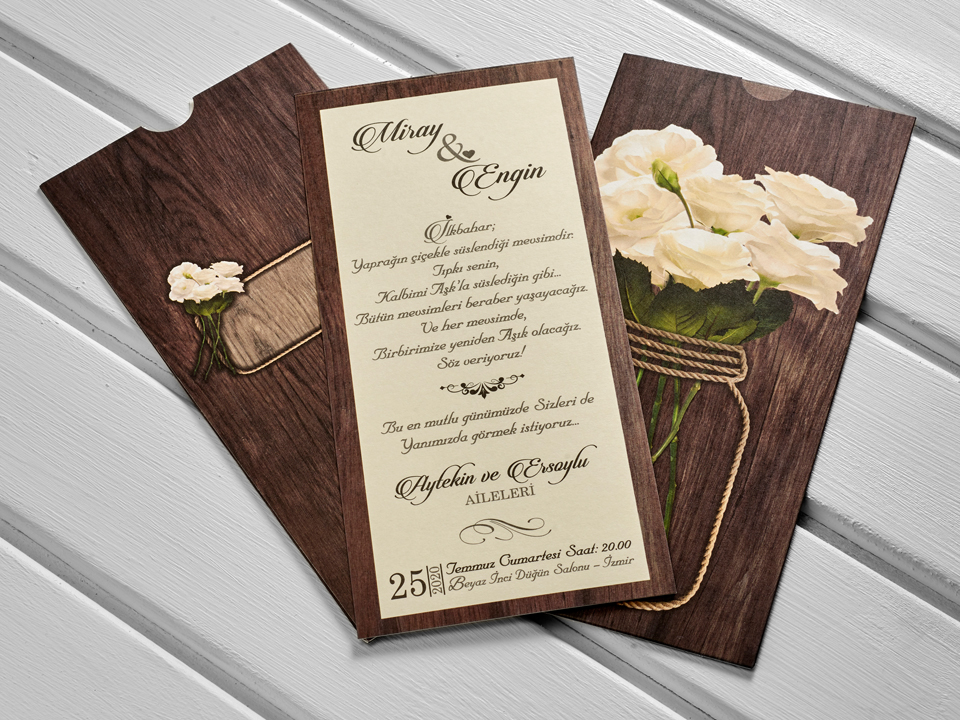 Miray
&
Engin
İlkbahar;
Yaprağın çiçekle süslendiği mevsimdir.
Tıpkı senin,
Kalbimi Aşk'la süslediğin gibi...
Bütün mevsimleri beraber yaşayacağız.
Ve her mevsimde,
Birbirimize yeniden Aşık olacağız.
Söz veriyoruz!
Bu en mutlu günümüzde Sizleri de
Yanımızda görmek istiyoruz...
Aytekin ve Ersoylu
AİLELERİ
25 2020 Temmuz Cumartesi Saat: 20.00
Beyaz İnci Düğün Salonu – İzmir